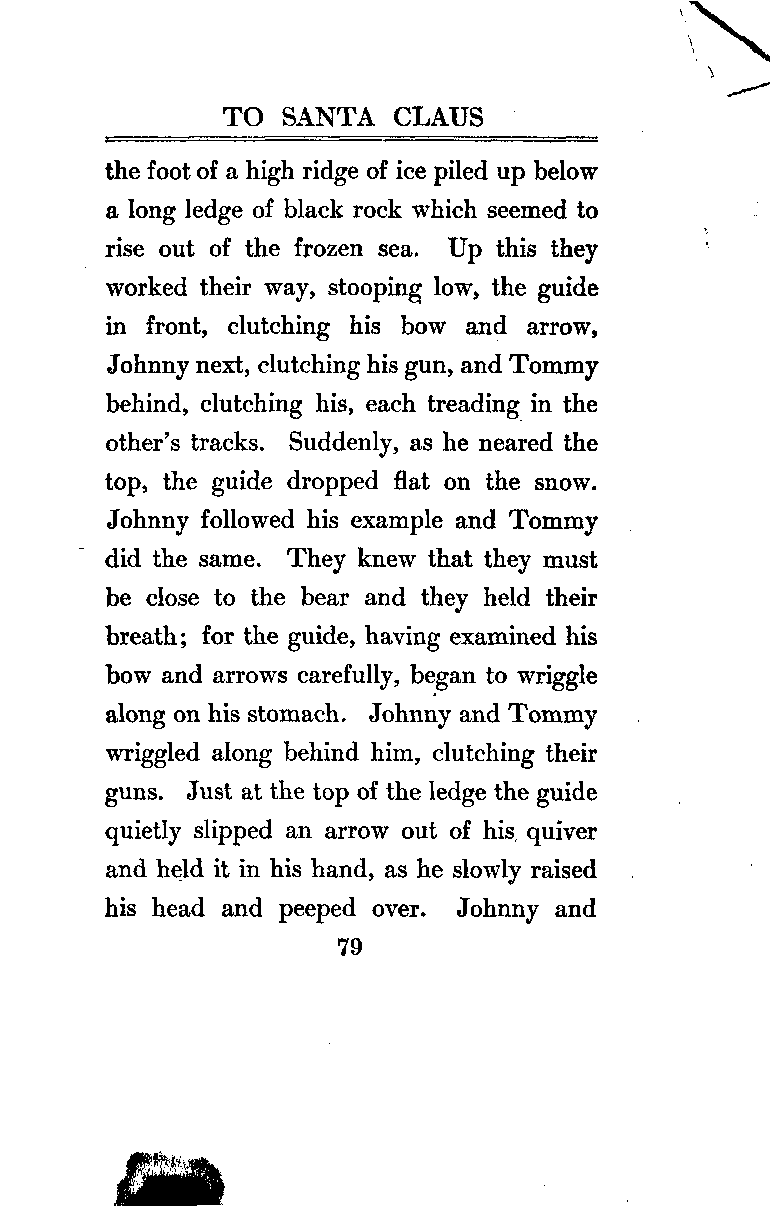 TO SANTA CLAUS
the foot of a high ridge of ice piled up below
a long ledge of black rock which seemed to
rise out of the frozen sea. Up this they
worked their way, stooping low, the guide
in front, clutching his bow and arrow,
Johnny next, clutching his gun, and Tommy
behind, clutching his, each treading in the
other's tracks. Suddenly, as he neared the
top, the guide dropped flat on the snow.
Johnny followed his example and Tommy
did the same. They knew that they must
be close to the bear and they held their
breath; for the guide, having examined his
bow and arrows carefully, began to wriggle
along on his stomach. Johnny and Tommy
wriggled along behind him, clutching their
guns. Just at the top of the ledge the guide
quietly slipped an arrow out of his quiver
and held it in his hand, as he slowly raised
his head and peeped over. Johnny and
79